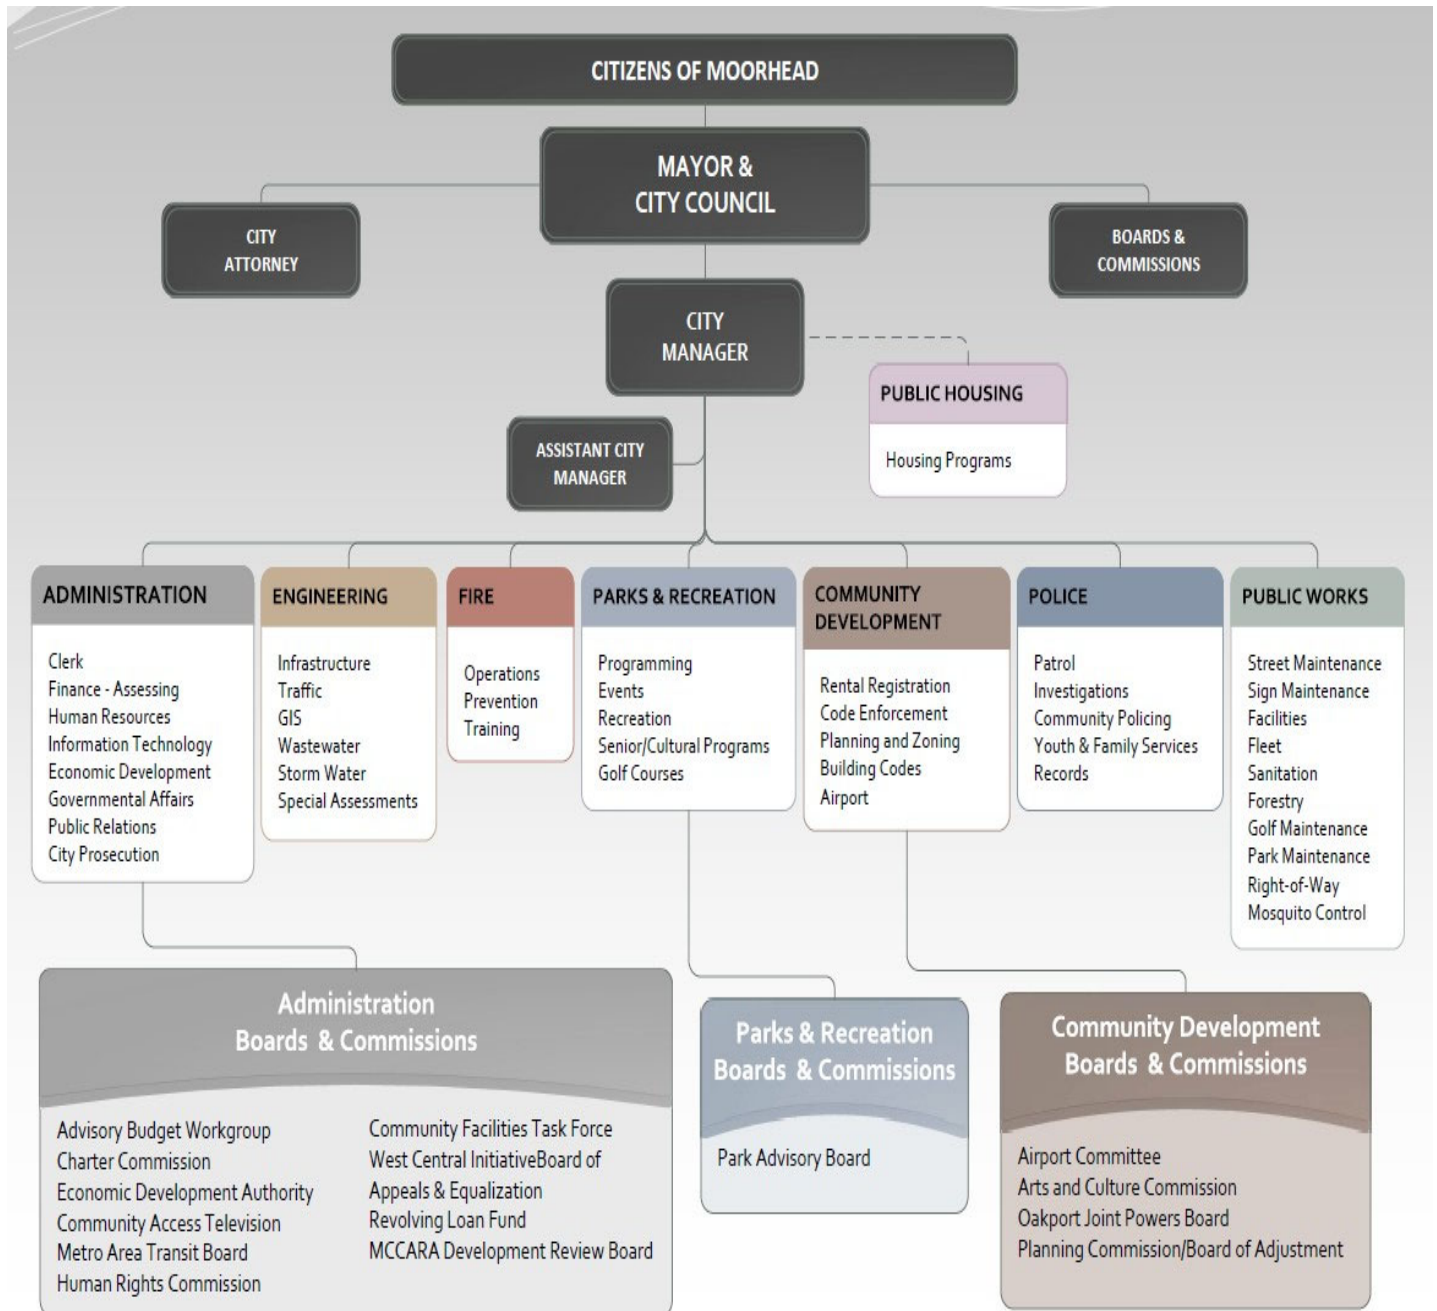 CITIZENS OF MOORHEAD
MAYOR &
CITY COUNCIL
CITY
ATTORNEY
BOARDS &
COMMISSIONS
CITY
MANAGER
PUBLIC HOUSING
Housing Programs
ASSISTANT CITY
MANAGER
ADMINISTRATION
Clerk
Finance - Assessing
Human Resources
Information Technology
Economic Development
Governmental Affairs
Public Relations
City Prosecution
ENGINEERING
Infrastructure
Traffic
GIS
Wastewater
Storm Water
Special Assessments
FIRE
Operations
Prevention
Training
PARKS & RECREATION
Programming
Events
Recreation
Senior/Cultural Programs
Golf Courses
COMMUNITY
DEVELOPMENT
Rental Registration
Code Enforcement
Planning and Zoning
Building Codes
Airport
POLICE
Patrol
Investigations
Community Policing
Youth & Family Services
Records
PUBLIC WORKS
Street Maintenance
Sign Maintenance
Facilities
Fleet
Sanitation
Forestry
Golf Maintenance
Park Maintenance
Right-of-Way
Mosquito Control
Administration
Boards & Commissions
Advisory Budget Workgroup
Charter Commission
Economic Development Authority
Community Access Television
Metro Area Transit Board
Human Rights Commission
Community Facilities Task Force
West Central InitiativeBoard of
Appeals & Equalization
Revolving Loan Fund
MCCARA Development Review Board
Parks & Recreation
Boards & Commissions
Park Advisory Board
Community Development
Boards & Commissions
Airport Committee
Arts and Culture Commission
Oakport Joint Powers Board
Planning Commission/Board of Adjustment